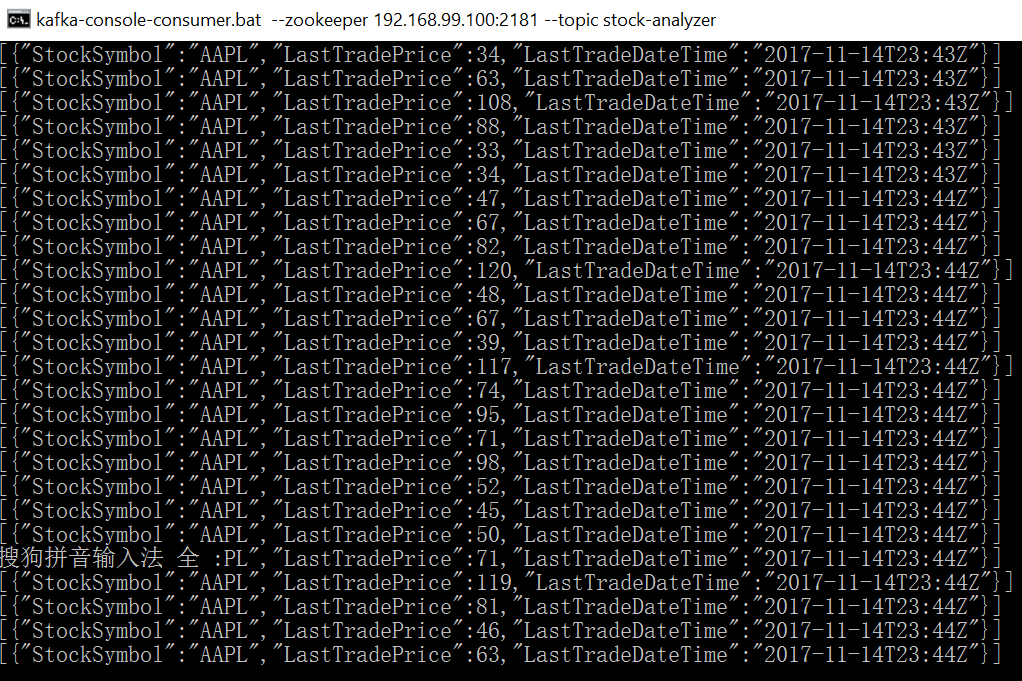 kafka-console-consumer.bat --zookeeper 192.168.99.100:2181 --topic stock-analyzer
[{"StockSymbol":"AAPL","LastTradePrice":34,"LastTradeDateTime":"2017-11-14T23:43Z"}]
[{"StockSymbol":"AAPL","LastTradePrice":63,"LastTradeDateTime":"2017-11-14T23:43Z"}]
[{"StockSymbol":"AAPL","LastTradePrice":108,"LastTradeDateTime":"2017-11-14T23:43Z"}]
[{"StockSymbol":"AAPL","LastTradePrice":88,"LastTradeDateTime":"2017-11-14T23:43Z"}]
[{"StockSymbol":"AAPL","LastTradePrice":33,"LastTradeDateTime":"2017-11-14T23:43Z"}]
[{"StockSymbol":"AAPL","LastTradePrice":34,"LastTradeDateTime":"2017-11-14T23:43Z"}]
[{"StockSymbol":"AAPL","LastTradePrice":47,"LastTradeDateTime":"2017-11-14T23:44Z"}]
[{"StockSymbol":"AAPL","LastTradePrice":67,"LastTradeDateTime":"2017-11-14T23:44Z"}]
[{"StockSymbol":"AAPL","LastTradePrice":82,"LastTradeDateTime":"2017-11-14T23:44Z"}]
[{"StockSymbol":"AAPL","LastTradePrice":120,"LastTradeDateTime":"2017-11-14T23:44Z"}]
[{"StockSymbol":"AAPL","LastTradePrice":48,"LastTradeDateTime":"2017-11-14T23:44Z"}]
[{"StockSymbol":"AAPL","LastTradePrice":67,"LastTradeDateTime":"2017-11-14T23:44Z"}]
[{"StockSymbol":"AAPL","LastTradePrice":39,"LastTradeDateTime":"2017-11-14T23:44Z"}]
[{"StockSymbol":"AAPL","LastTradePrice":117,"LastTradeDateTime":"2017-11-14T23:44Z"}]
[{"StockSymbol":"AAPL","LastTradePrice":74,"LastTradeDateTime":"2017-11-14T23:44Z"}]
[{"StockSymbol":"AAPL","LastTradePrice":95,"LastTradeDateTime":"2017-11-14T23:44Z"}]
[{"StockSymbol":"AAPL","LastTradePrice":71,"LastTradeDateTime":"2017-11-14T23:44Z"}]
[{"StockSymbol":"AAPL","LastTradePrice":98,"LastTradeDateTime":"2017-11-14T23:44Z"}]
[{"StockSymbol":"AAPL","LastTradePrice":52,"LastTradeDateTime":"2017-11-14T23:44Z"}]
[{"StockSymbol":"AAPL","LastTradePrice":45,"LastTradeDateTime":"2017-11-14T23:44Z"}]
[{"StockSymbol":"AAPL","LastTradePrice":50,"LastTradeDateTime":"2017-11-14T23:44Z"}]
搜狗拼音输入法 全 :PL","LastTradePrice":71,"LastTradeDateTime":"2017-11-14T23:44Z"}]
[{"StockSymbol":"AAPL","LastTradePrice":119,"LastTradeDateTime":"2017-11-14T23:44Z"}]
[{"StockSymbol":"AAPL","LastTradePrice":81,"LastTradeDateTime":"2017-11-14T23:44Z"}]
[{"StockSymbol":"AAPL","LastTradePrice":46,"LastTradeDateTime":"2017-11-14T23:44Z"}]
[{"StockSymbol":"AAPL","LastTradePrice":63,"LastTradeDateTime":"2017-11-14T23:44Z"}]